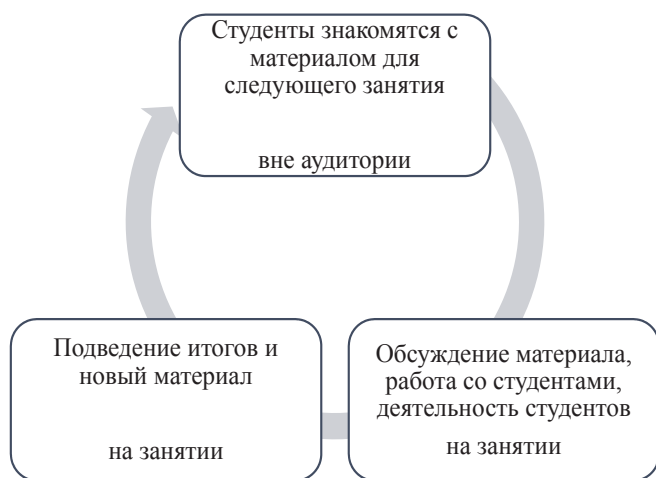 Студенты знакомятся с
материалом для
следующего занятия
вне аудитории
Обсуждение материала,
работа со студентами,
деятельность студентов
на занятии
Подведение итогов и
новый материал
на занятии